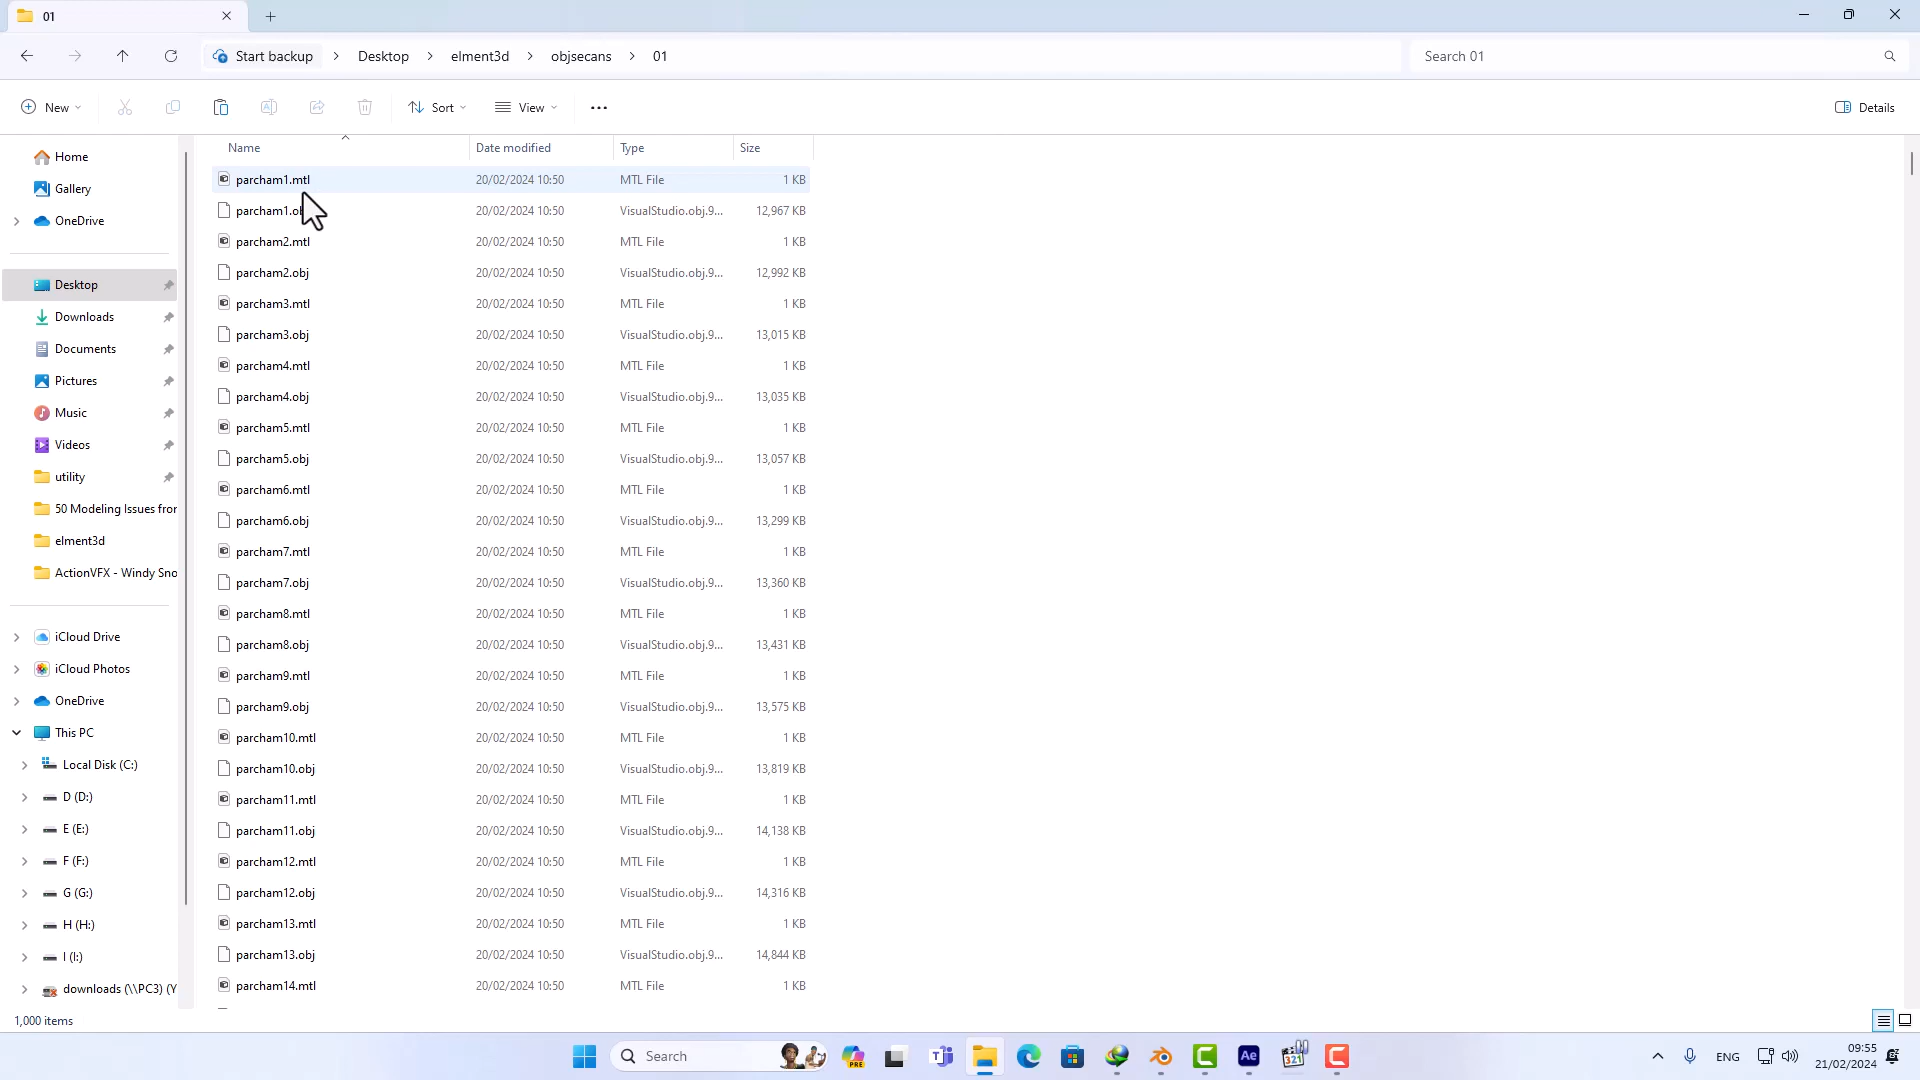 01
Start backup
Desktop
elment3d
objsecans
01
Search 01
New
Sort
View
Details
Name
Date modified
Type
Size
parcham1.mtl 20/02/2024 10:50 MTL File 1 KB
20/02/2024 10:50 VisualStudio.obj.9... 12,967 KB
parcham2.mtl 20/02/2024 10:50 MTL File 1 KB
parcham2.obj 20/02/2024 10:50 VisualStudio.obj.9... 12,992 KB
parcham3.mtl 20/02/2024 10:50 MTL File 1 KB
parcham3.obj 20/02/2024 10:50 VisualStudio.obj.9... 13,015 KB
parcham4.mtl 20/02/2024 10:50 MTL File 1 KB
parcham4.obj 20/02/2024 10:50 VisualStudio.obj.9... 13,035 KB
parcham5.mtl 20/02/2024 10:50 MTL File 1 KB
parcham5.obj 20/02/2024 10:50 VisualStudio.obj.9... 13,057 KB
parcham6.mtl 20/02/2024 10:50 MTL File 1 KB
parcham6.obj 20/02/2024 10:50 VisualStudio.obj.9... 13,299 KB
parcham7.mtl 20/02/2024 10:50 MTL File 1 KB
parcham7.obj 20/02/2024 10:50 VisualStudio.obj.9... 13,360 KB
parcham8.mtl 20/02/2024 10:50 MTL File 1 KB
parcham8.obj 20/02/2024 10:50 VisualStudio.obj.9... 13,431 KB
parcham9.mtl 20/02/2024 10:50 MTL File 1 KB
parcham9.obj 20/02/2024 10:50 VisualStudio.obj.9... 13,575 KB
parcham10.mtl 20/02/2024 10:50 MTL File 1 KB
parcham10.obj 20/02/2024 10:50 VisualStudio.obj.9... 13,819 KB
parcham11.mtl 20/02/2024 10:50 MTL File 1 KB
parcham11.obj 20/02/2024 10:50 VisualStudio.obj.9... 14,138 KB
parcham12.mtl 20/02/2024 10:50 MTL File 1 KB
parcham12.obj 20/02/2024 10:50 VisualStudio.obj.9... 14,316 KB
parcham13.mtl 20/02/2024 10:50 MTL File 1 KB
parcham13.obj 20/02/2024 10:50 VisualStudio.obj.9... 14,844 KB
parcham14.mtl 20/02/2024 10:50 MTL File 1 KB
Home
Gallery
OneDrive
Desktop
Downloads
Documents
Pictures
Music
Videos
utility
50 Modeling Issues fror
elment3d
ActionVFX - Windy Sno
iCloud Drive
iCloud Photos
OneDrive
This PC
Local Disk (C:)
D (D:)
E (E:)
F (F:)
G (G:)
H (H:)
I (I:)
downloads (\\PC3) (Y
1,000 items
Search
PRE
Ae
321
ENG
09:55
21/02/2024